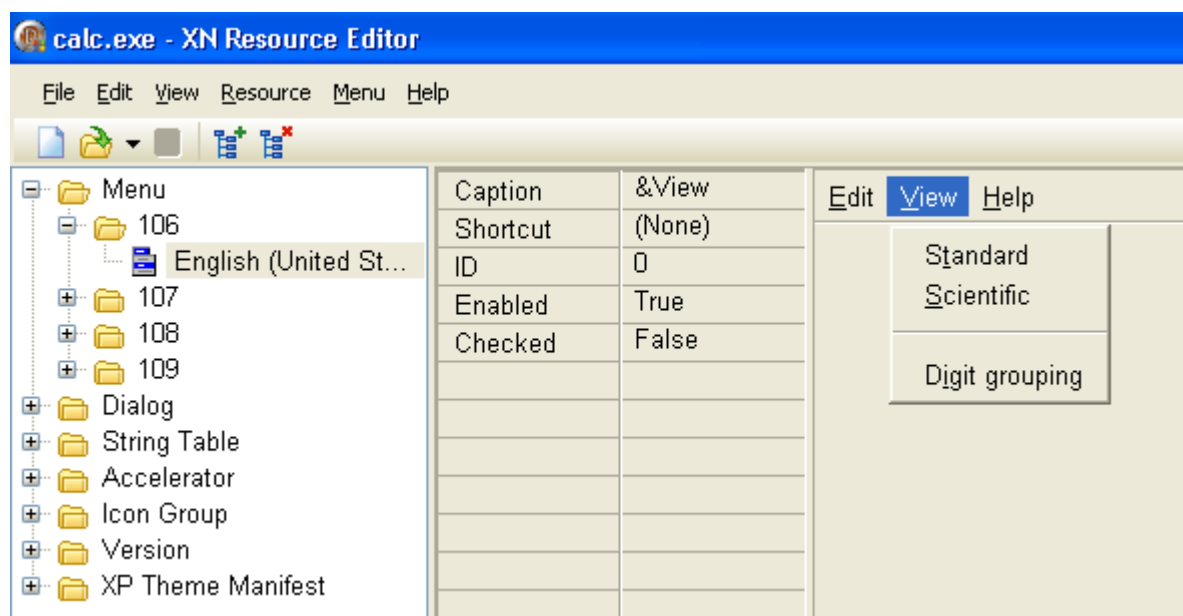 calc.exe - XN Resource Editor
File Edit View Resource Menu Help
Menu
106
English (United St...
107
108
109
Dialog
String Table
Accelerator
Icon Group
Version
XP Theme Manifest
Caption &View
Shortcut (None)
ID 0
Enabled True
Checked False
Edit View Help
Standard
Scientific
Digit grouping